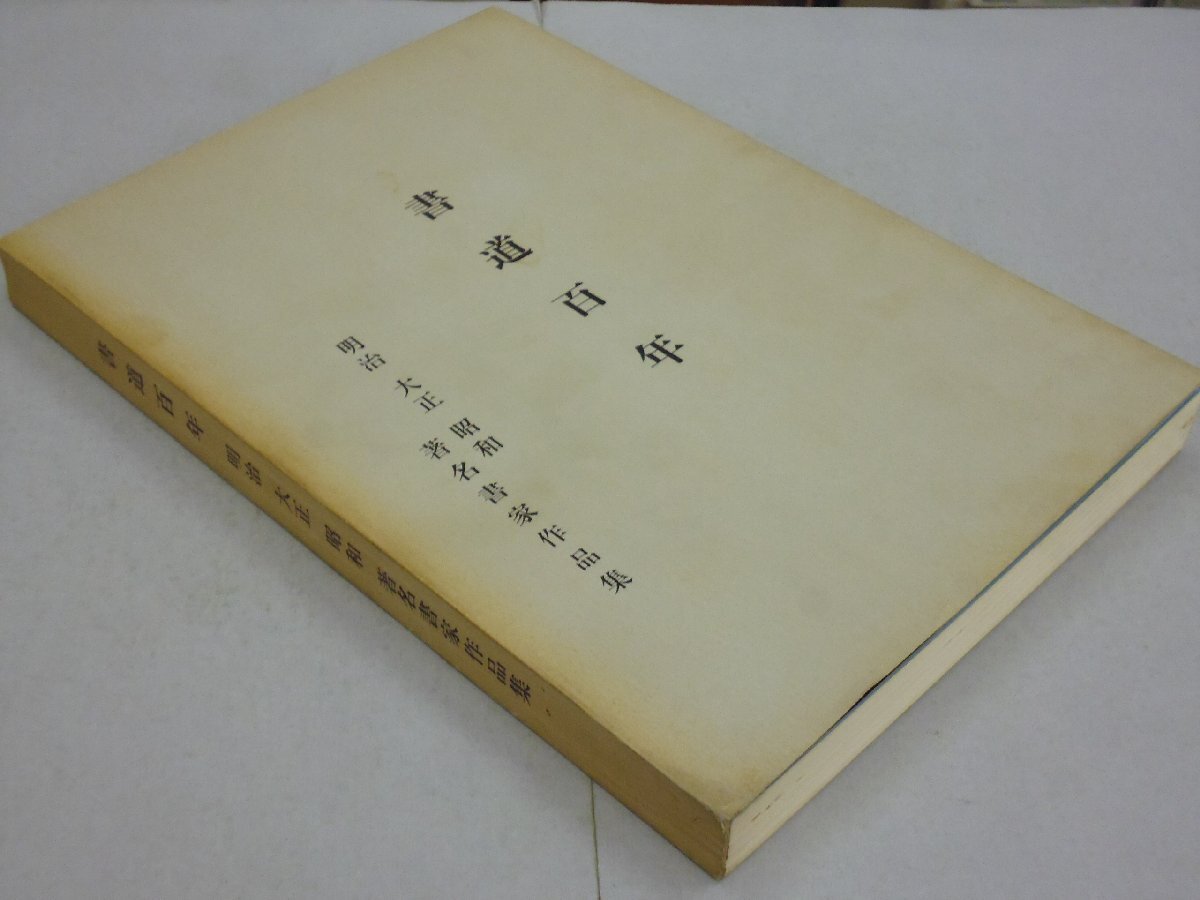 書道百年
明治 大正 昭和
著名書家作品集
書道百年 明治 大正 昭和 著名書家作品集